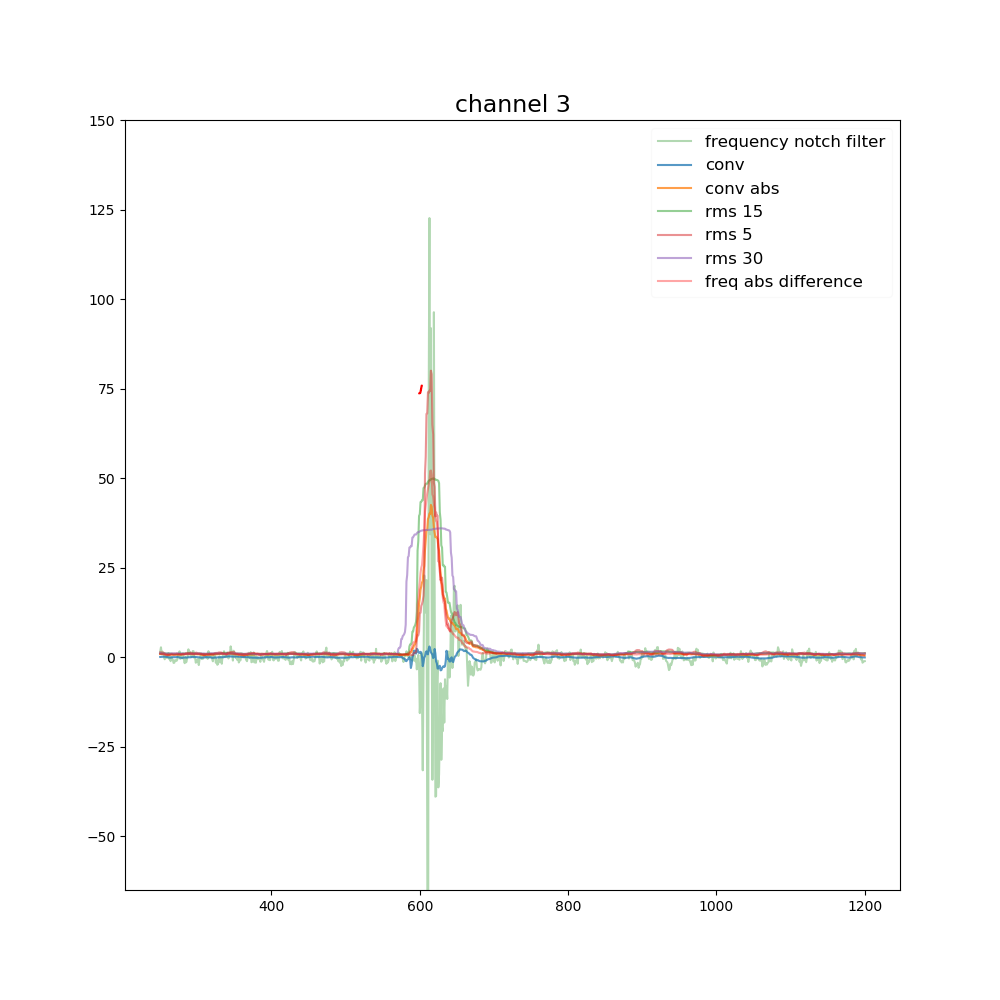 channel 3
150
125
100
75
50
25
0
−25
−50
400
600
800
1000
1200
frequency notch filter
conv
conv abs
rms 15
rms 5
rms 30
freq abs difference